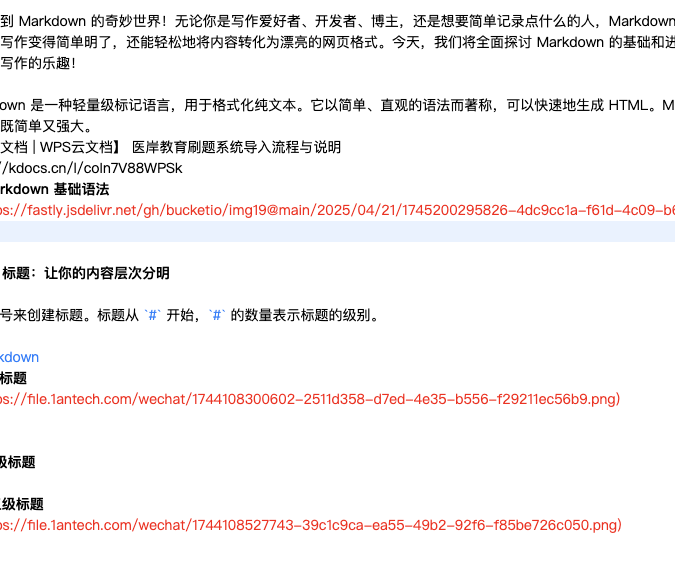 到 Markdown 的奇妙世界！无论你是写作爱好者、开发者、博主，还是想要简单记录点什么的人，Markdown
写作变得简单明了，还能轻松地将内容转化为漂亮的网页格式。今天，我们将全面探讨 Markdown 的基础和进
写作的乐趣！
own 是一种轻量级标记语言，用于格式化纯文本。它以简单、直观的语法而著称，可以快速地生成 HTML。M
既简单又强大。
文档 | WPS云文档】 医岸教育刷题系统导入流程与说明
//kdocs.cn/l/coln7V88WPSk
rkdown 基础语法
ps://fastly.jsdelivr.net/gh/bucketio/img19@main/2025/04/21/1745200295826-4dc9cc1a-f61d-4c09-b6
标题：让你的内容层次分明
号来创建标题。标题从 `#` 开始，`#` 的数量表示标题的级别。
kdown
标题
ps://file.1antech.com/wechat/1744108300602-2511d358-d7ed-4e35-b556-f29211ec56b9.png)
级标题
级标题
ps://file.1antech.com/wechat/1744108527743-39c1c9ca-ea55-49b2-92f6-f85be726c050.png)